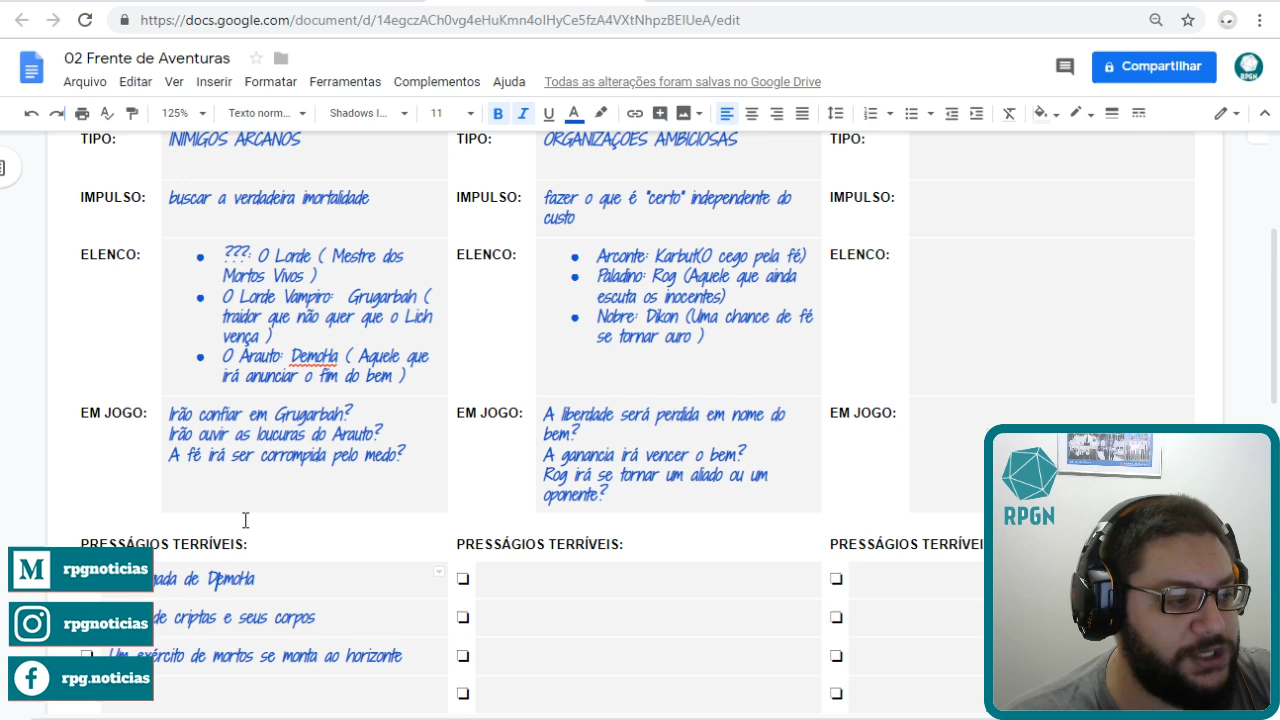 https://docs.google.com/document/d/14egczACh0vg4eHuKmn4oIHyCe5fzA4VXtNhpzBEIUeA/edit
02 Frente de Aventuras
Arquivo Editar Ver Inserir Formatar Ferramentas Complementos Ajuda Todas as alterações foram salvas no Google Drive
Compartilhar
RPGN
125% Texto norm... Shadows I... 11 B I U A
TIPO: INIMIGOS ARCANOS TIPO: ORGANIZAÇÕES AMBICIOSAS TIPO:
IMPULSO: buscar a verdadeira imortalidade IMPULSO: fazer o que é "certo" independente do IMPULSO:
custo
ELENCO: ???: O Lorde ( Mestre dos ELENCO: Arconte: Karbut(O cego pela fé) ELENCO:
Mortos Vivos ) Paladino: Rog (Aquele que ainda
O Lorde Vampiro: Grugarbah ( escuta os inocentes)
traidor que não quer que o Lich Nobre: Dikon (Uma chance de fé
vença ) se tornar ouro )
O Arauto: DemoHa ( Aquele que
irá anunciar o fim do bem )
EM JOGO: Irão confiar em Grugarbah? EM JOGO: A liberdade será perdida em nome do EM JOGO:
Irão ouvir as loucuras do Arauto? bem?
A fé irá ser corrompida pelo medo? A ganancia irá vencer o bem?
Rog irá se tornar um aliado ou um
oponente?
RPGN
PRESSÁGIOS TERRÍVEIS: PRESSÁGIOS TERRÍVEIS: PRESSÁGIOS TERRÍVEI
M rpgnoticias
gada de DemoHa
rpgnoticias
de criptas e seus corpos
Um exército de mortos se monta ao horizonte
rpg.noticias